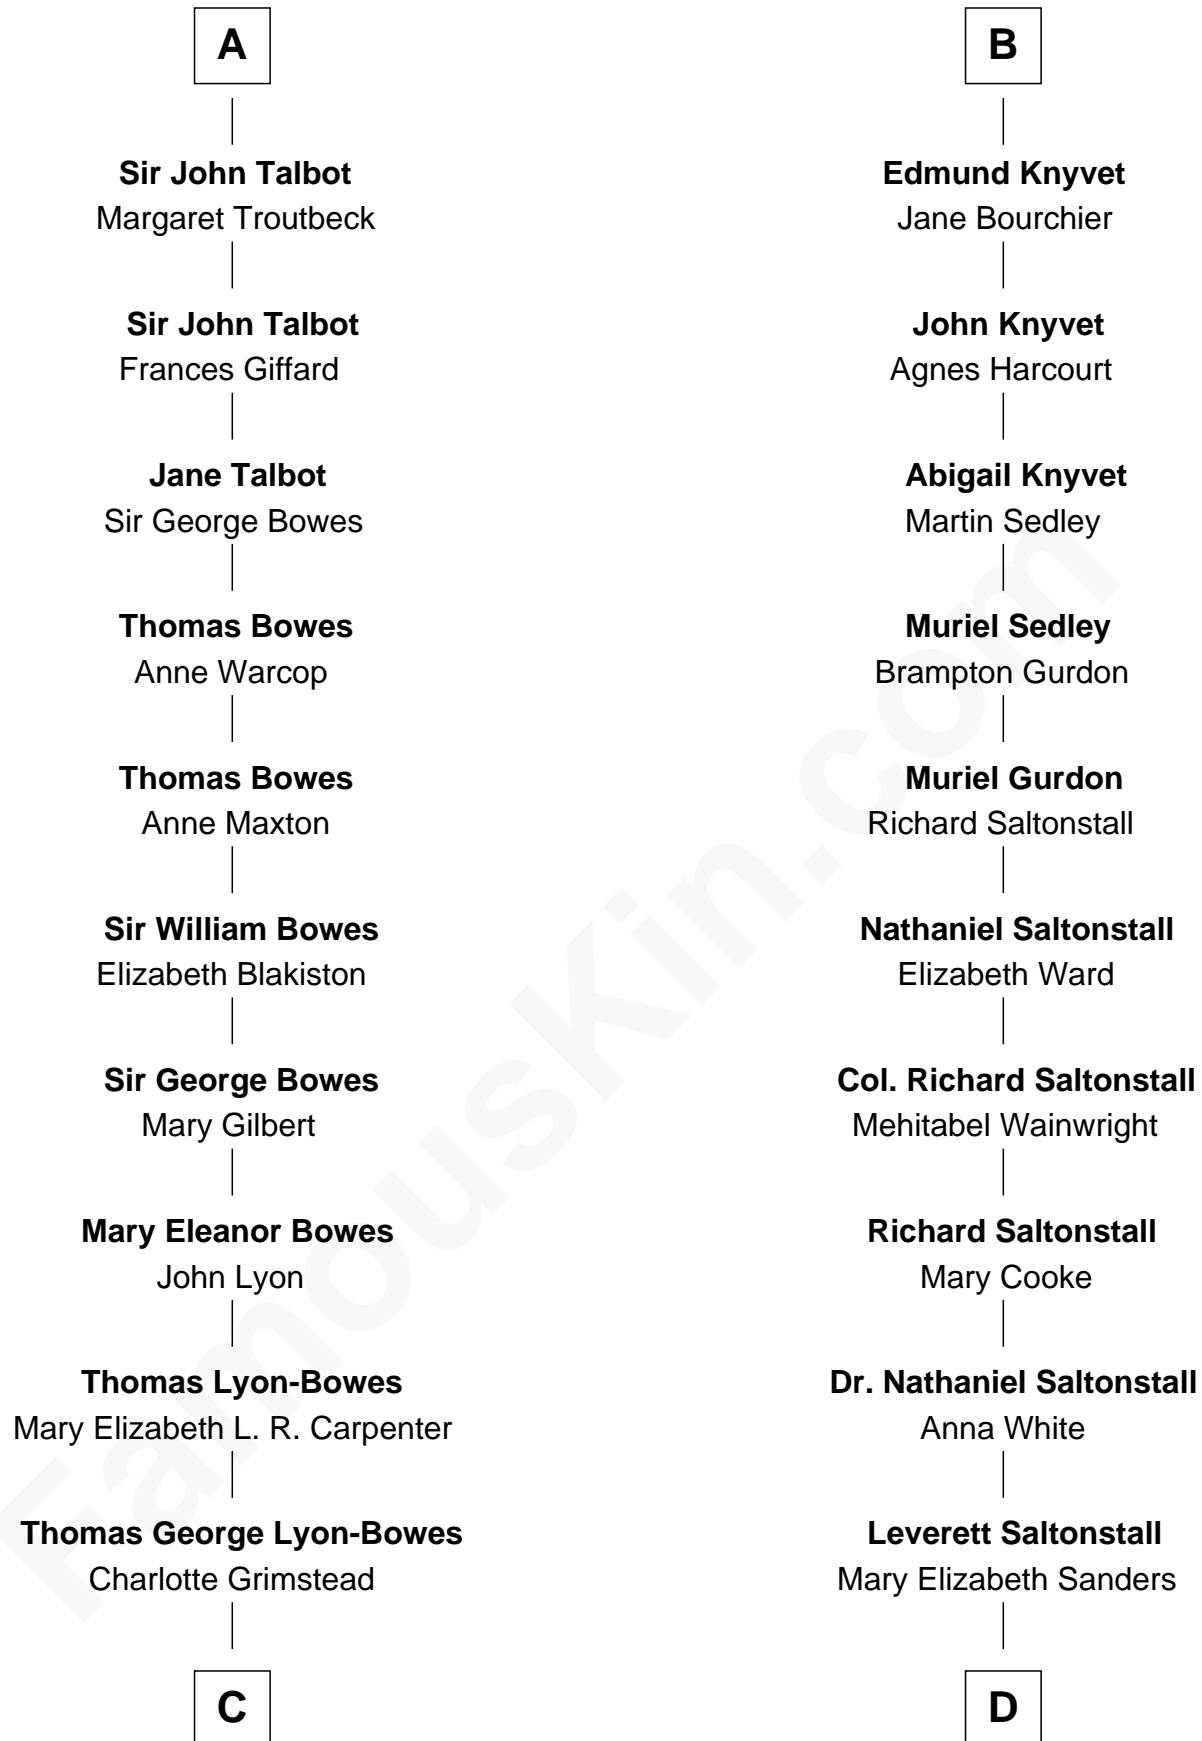 A
Sir John Talbot
Margaret Troutbeck
Sir John Talbot
Frances Giffard
Jane Talbot
Sir George Bowes
Thomas Bowes
Anne Warcop
Thomas Bowes
Anne Maxton
Sir William Bowes
Elizabeth Blakiston
Sir George Bowes
Mary Gilbert
Mary Eleanor Bowes
John Lyon
Thomas Lyon-Bowes
Mary Elizabeth L. R. Carpenter
Thomas George Lyon-Bowes
Charlotte Grimstead
C
B
Edmund Knyvet
Jane Bourchier
John Knyvet
Agnes Harcourt
Abigail Knyvet
Martin Sedley
Muriel Sedley
Brampton Gurdon
Muriel Gurdon
Richard Saltonstall
Nathaniel Saltonstall
Elizabeth Ward
Col. Richard Saltonstall
Mehitabel Wainwright
Richard Saltonstall
Mary Cooke
Dr. Nathaniel Saltonstall
Anna White
Leverett Saltonstall
Mary Elizabeth Sanders
D
FamousKin.com